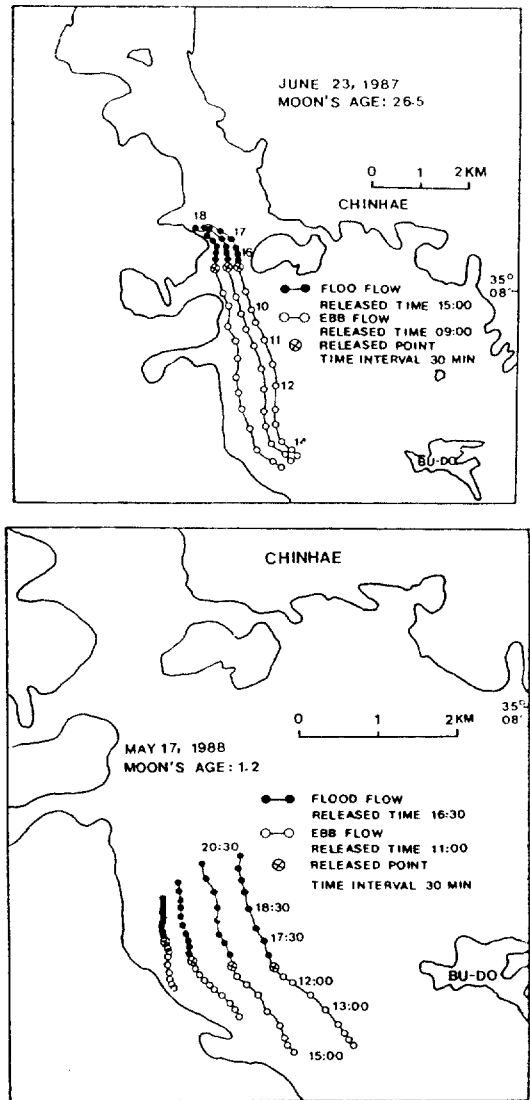 JUNE 23, 1987
MOON'S AGE: 26.5
0 1 2 KM
CHINHAE
18
17
16
35°
08'
FLOO FLOW
RELEASED TIME 15:00
EBB FLOW
RELEASED TIME 09:00
RELEASED POINT
TIME INTERVAL 30 MIN
10
11
12
14
BU-DO
CHINHAE
35°
08'
0 1 2 KM
MAY 17, 1988
MOON'S AGE: 1.2
FLOOD FLOW
RELEASED TIME 16:30
EBB FLOW
RELEASED TIME 11:00
RELEASED POINT
TIME INTERVAL 30 MIN
20:30
18:30
17:30
12:00
13:00
15:00
BU-DO